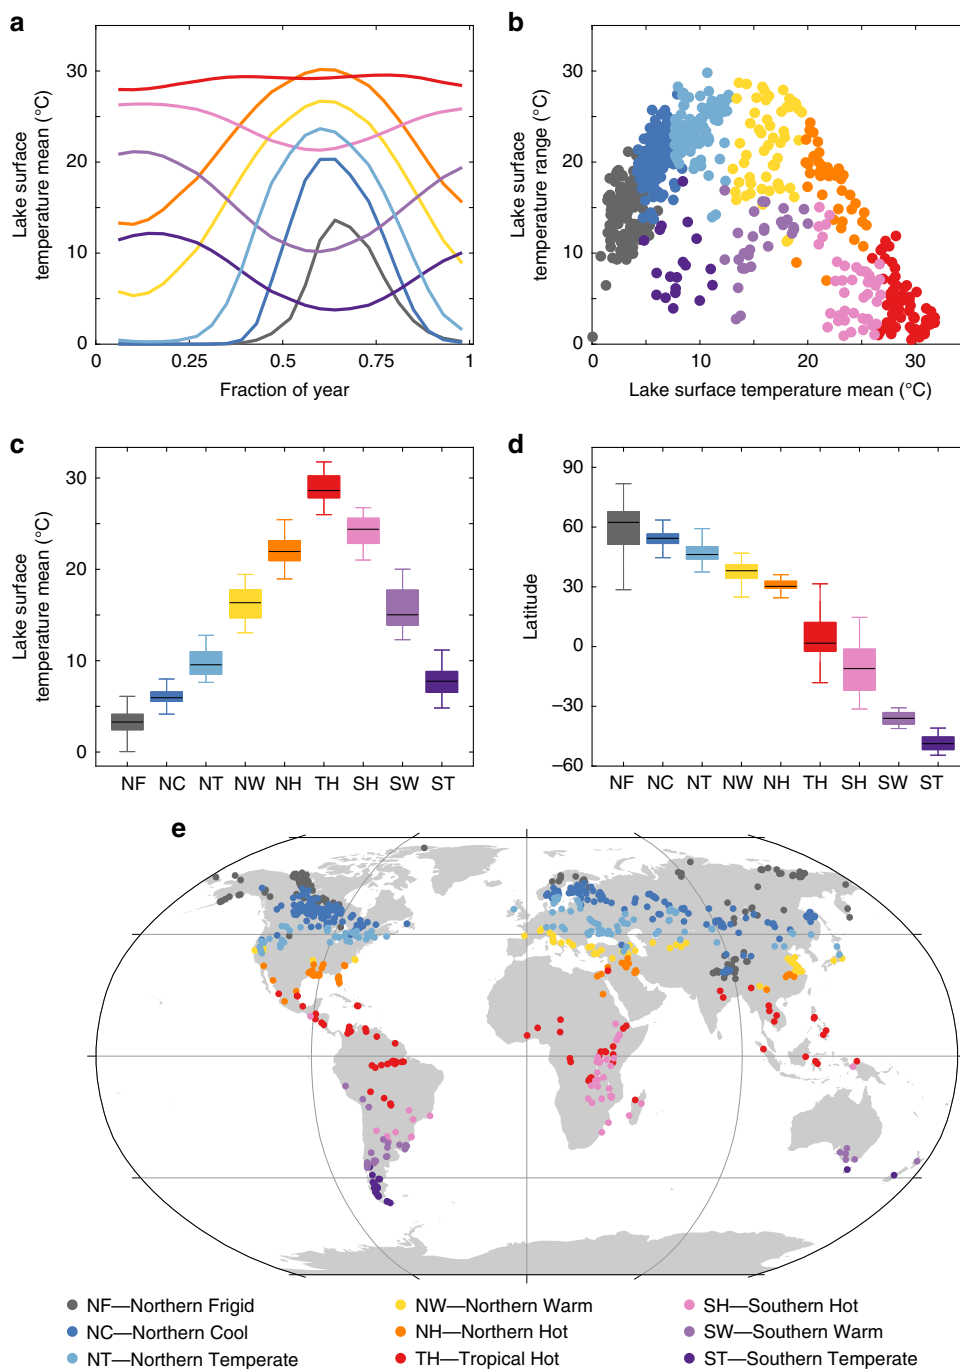 a
Lake surface
temperature mean (°C)
30
20
10
0
0
0.25
0.5
0.75
1
Fraction of year
b
Lake surface
temperature range (°C)
30
20
10
0
0
10
20
30
Lake surface temperature mean (°C)
c
Lake surface
temperature mean (°C)
30
20
10
0
NF NC NT NW NH TH SH SW ST
d
Latitude
90
60
30
0
−30
−60
NF NC NT NW NH TH SH SW ST
e
NF—Northern Frigid
NC—Northern Cool
NT—Northern Temperate
NW—Northern Warm
NH—Northern Hot
TH—Tropical Hot
SH—Southern Hot
SW—Southern Warm
ST—Southern Temperate